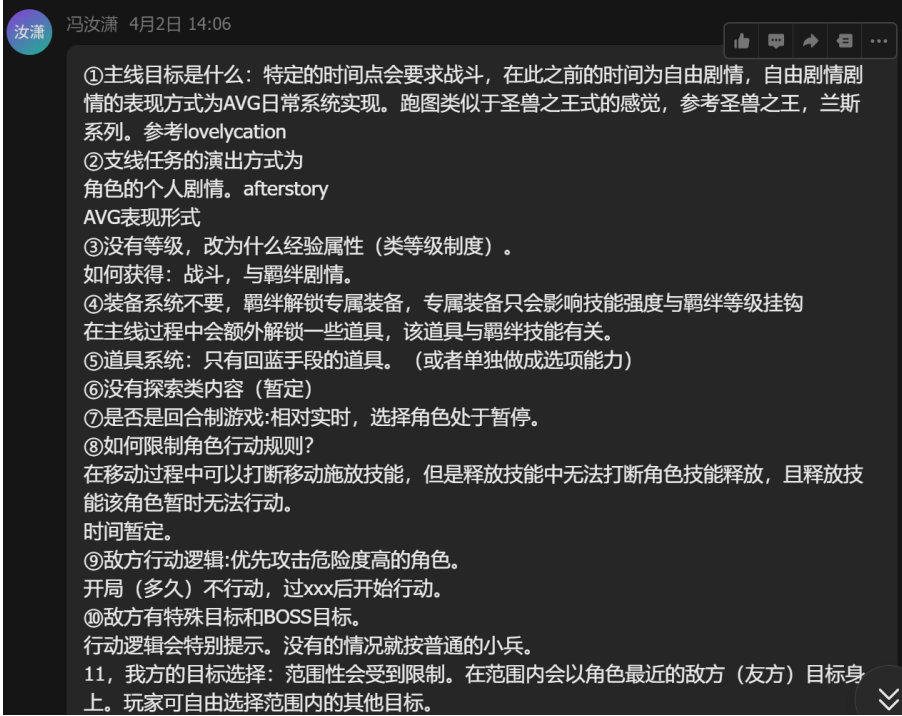 汝潇
冯汝潇 4月2日 14:06
①主线目标是什么：特定的时间点会要求战斗，在此之前的时间为自由剧情，自由剧情剧
情的表现方式为AVG日常系统实现。跑图类似于圣兽之王式的感觉，参考圣兽之王，兰斯
系列。参考lovelycation
②支线任务的演出方式为
角色的个人剧情。afterstory
AVG表现形式
③没有等级，改为什么经验属性（类等级制度）。
如何获得：战斗，与羁绊剧情。
④装备系统不要，羁绊解锁专属装备，专属装备只会影响技能强度与羁绊等级挂钩
在主线过程中会额外解锁一些道具，该道具与羁绊技能有关。
⑤道具系统：只有回蓝手段的道具。（或者单独做成选项能力）
⑥没有探索类内容（暂定）
⑦是否是回合制游戏:相对实时，选择角色处于暂停。
⑧如何限制角色行动规则？
在移动过程中可以打断移动施放技能，但是释放技能中无法打断角色技能释放，且释放技
能该角色暂时无法行动。
时间暂定。
⑨敌方行动逻辑:优先攻击危险度高的角色。
开局（多久）不行动，过xxx后开始行动。
⑩敌方有特殊目标和BOSS目标。
行动逻辑会特别提示。没有的情况就按普通的小兵。
11，我方的目标选择：范围性会受到限制。在范围内会以角色最近的敌方（友方）目标身
上。玩家可自由选择范围内的其他目标。